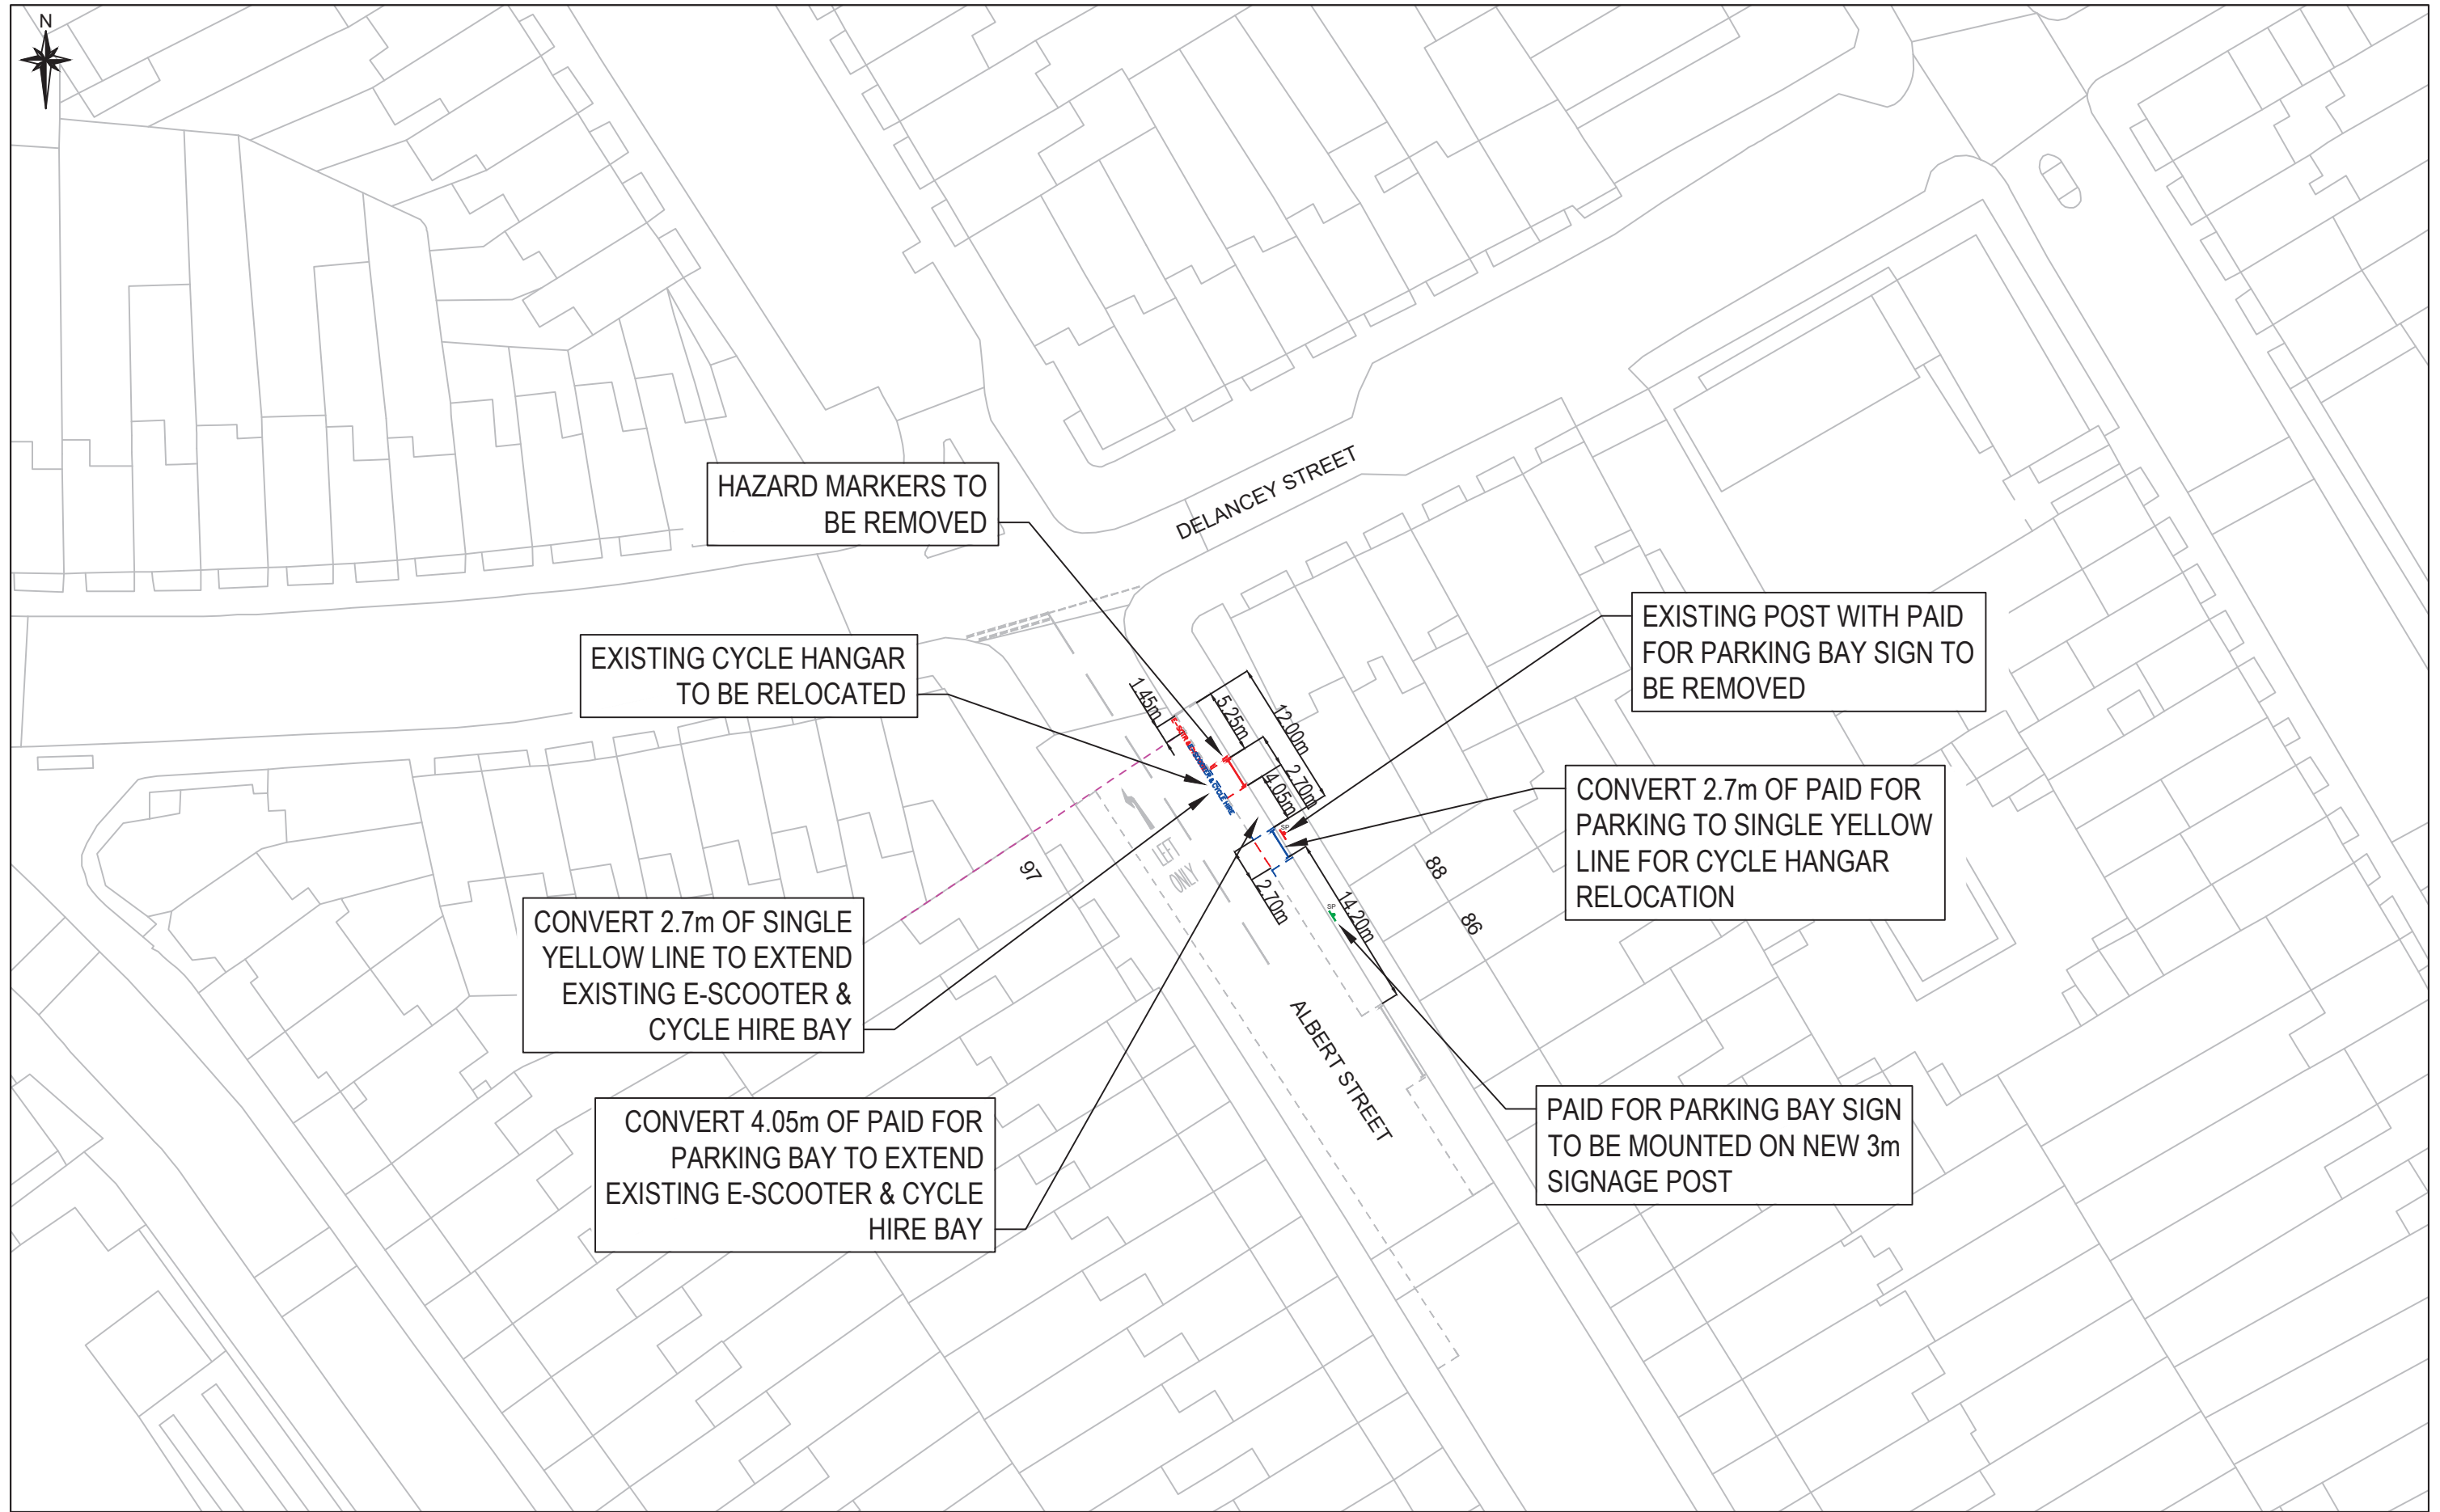 N
DELANCEY STREET
HAZARD MARKERS TO
BE REMOVED
EXISTING POST WITH PAID
FOR PARKING BAY SIGN TO
BE REMOVED
EXISTING CYCLE HANGAR
TO BE RELOCATED
1.45m
5.25m
12.00m
2.70m
4.05m
CONVERT 2.7m OF PAID FOR
PARKING TO SINGLE YELLOW
LINE FOR CYCLE HANGAR
RELOCATION
SP
97
88
86
2.70m
14.20m
SP
CONVERT 2.7m OF SINGLE
YELLOW LINE TO EXTEND
EXISTING E-SCOOTER &
CYCLE HIRE BAY
ALBERT STREET
CONVERT 4.05m OF PAID FOR
PARKING BAY TO EXTEND
EXISTING E-SCOOTER & CYCLE
HIRE BAY
PAID FOR PARKING BAY SIGN
TO BE MOUNTED ON NEW 3m
SIGNAGE POST